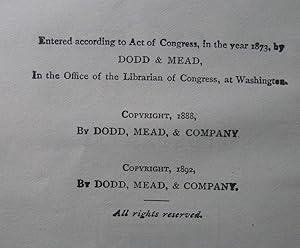 Entered according to Act of Congress, in the year 1873, by
DODD & MEAD,
In the Office of the Librarian of Congress, at Washington.
COPYRIGHT, 1888,
BY DODD, MEAD, & COMPANY
COPYRIGHT, 1892,
BY DODD, MEAD, & COMPANY.
All rights reserved.